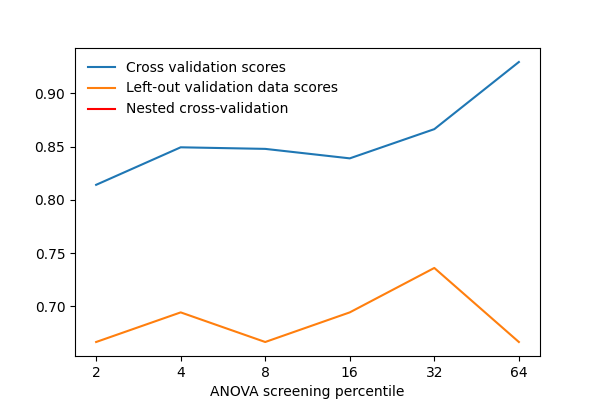 Cross validation scores
Left-out validation data scores
Nested cross-validation
0.90
0.85
0.80
0.75
0.70
2 4 8 16 32 64
ANOVA screening percentile